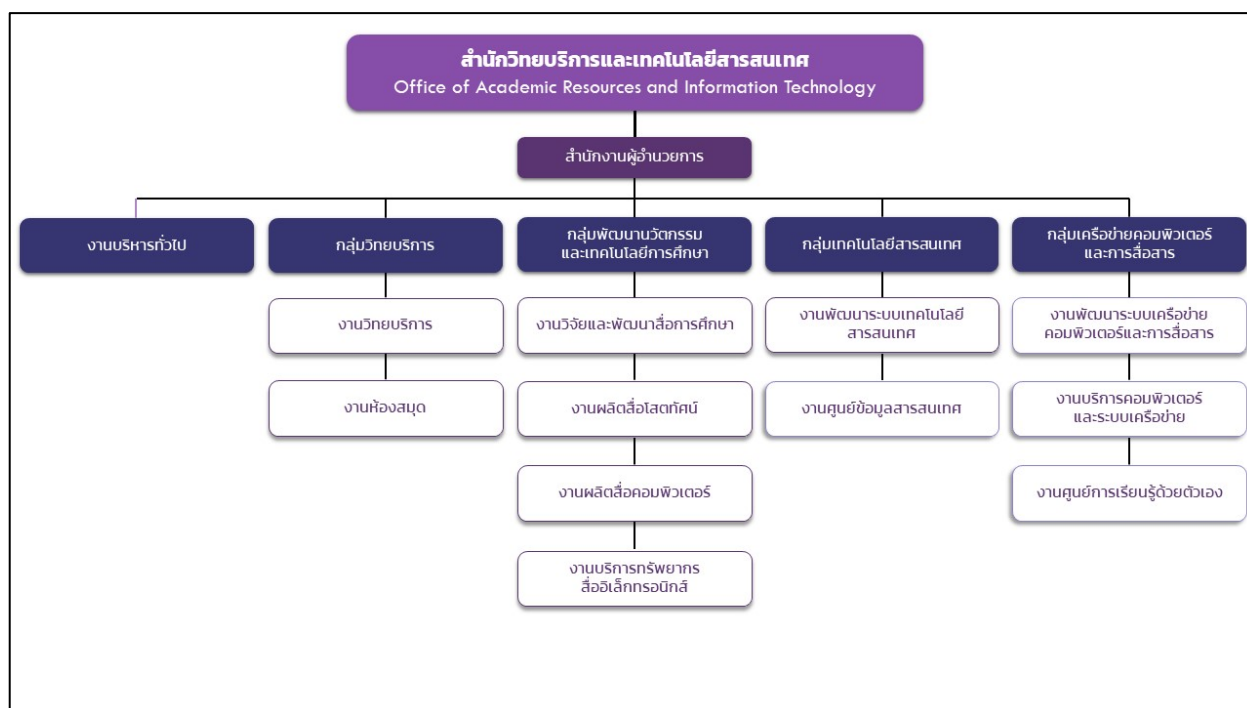 สำนักวิทยบริการและเทคโนโลยีสารสนเทศ
Office of Academic Resources and Information Technology
สำนักงานผู้อำนวยการ
งานบริหารทั่วไป
กลุ่มวิทยบริการ
กลุ่มพัฒนานวัตกรรม
และเทคโนโลยีการศึกษา
กลุ่มเทคโนโลยีสารสนเทศ
กลุ่มเครือข่ายคอมพิวเตอร์
และการสื่อสาร
งานวิทยบริการ
งานวิจัยและพัฒนาสื่อการศึกษา
งานพัฒนาระบบเทคโนโลยี
สารสนเทศ
งานพัฒนาระบบเครือข่าย
คอมพิวเตอร์และการสื่อสาร
งานห้องสมุด
งานผลิตสื่อโสตทัศน์
งานศูนย์ข้อมูลสารสนเทศ
งานบริการคอมพิวเตอร์
และระบบเครือข่าย
งานผลิตสื่อคอมพิวเตอร์
งานศูนย์การเรียนรู้ด้วยตัวเอง
งานบริการทรัพยากร
สื่ออิเล็กทรอนิกส์